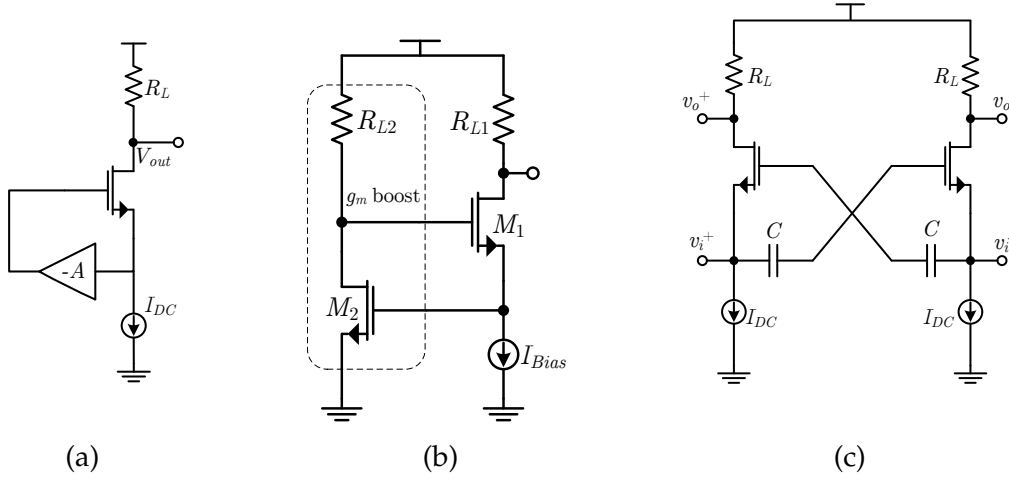 R_L
V_out
-A
I_DC
(a)
R_L2
R_L1
g_m boost
M_1
M_2
I_Bias
(b)
R_L
R_L
v_o^+
v_o
C
C
v_i^+
v_i
I_DC
I_DC
(c)